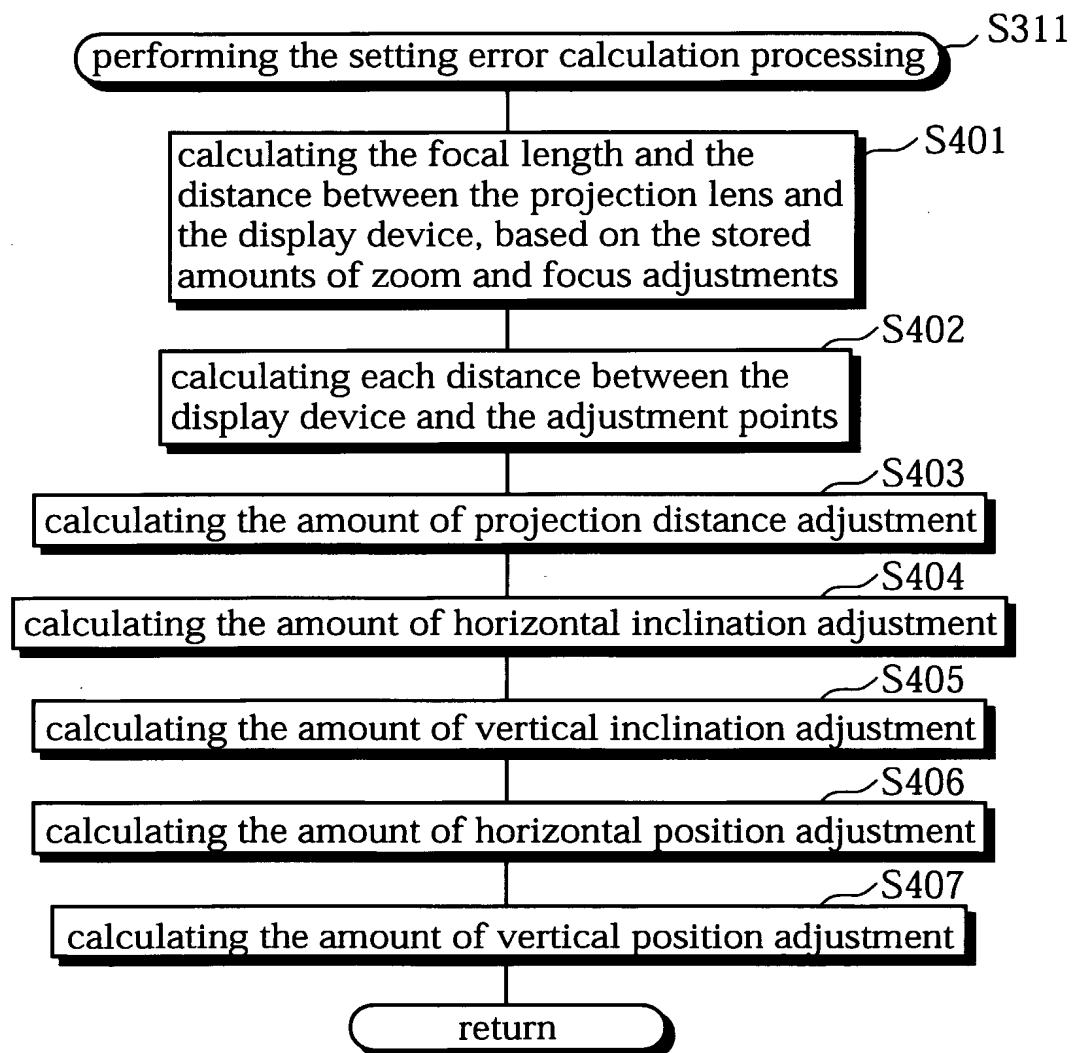 S311
performing the setting error calculation processing
S401
calculating the focal length and the
distance between the projection lens and
the display device, based on the stored
amounts of zoom and focus adjustments
S402
calculating each distance between the
display device and the adjustment points
S403
calculating the amount of projection distance adjustment
S404
calculating the amount of horizontal inclination adjustment
S405
calculating the amount of vertical inclination adjustment
S406
calculating the amount of horizontal position adjustment
S407
calculating the amount of vertical position adjustment
return